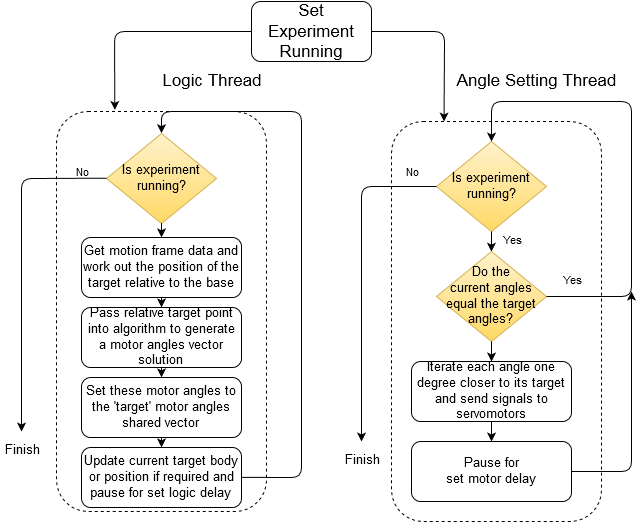 Set
Experiment
Running
Logic Thread
Angle Setting Thread
Is experiment
running?
No
Get motion frame data and
work out the position of the
target relative to the base
Pass relative target point
into algorithm to generate
a motor angles vector
solution
Set these motor angles to
the 'target' motor angles
shared vector
Update current target body
or position if required and
pause for set logic delay
Finish
Is experiment
running?
No
Yes
Do the
current angles
equal the target
angles?
Yes
Iterate each angle one
degree closer to its target
and send signals to
servomotors
Pause for
set motor delay
Finish